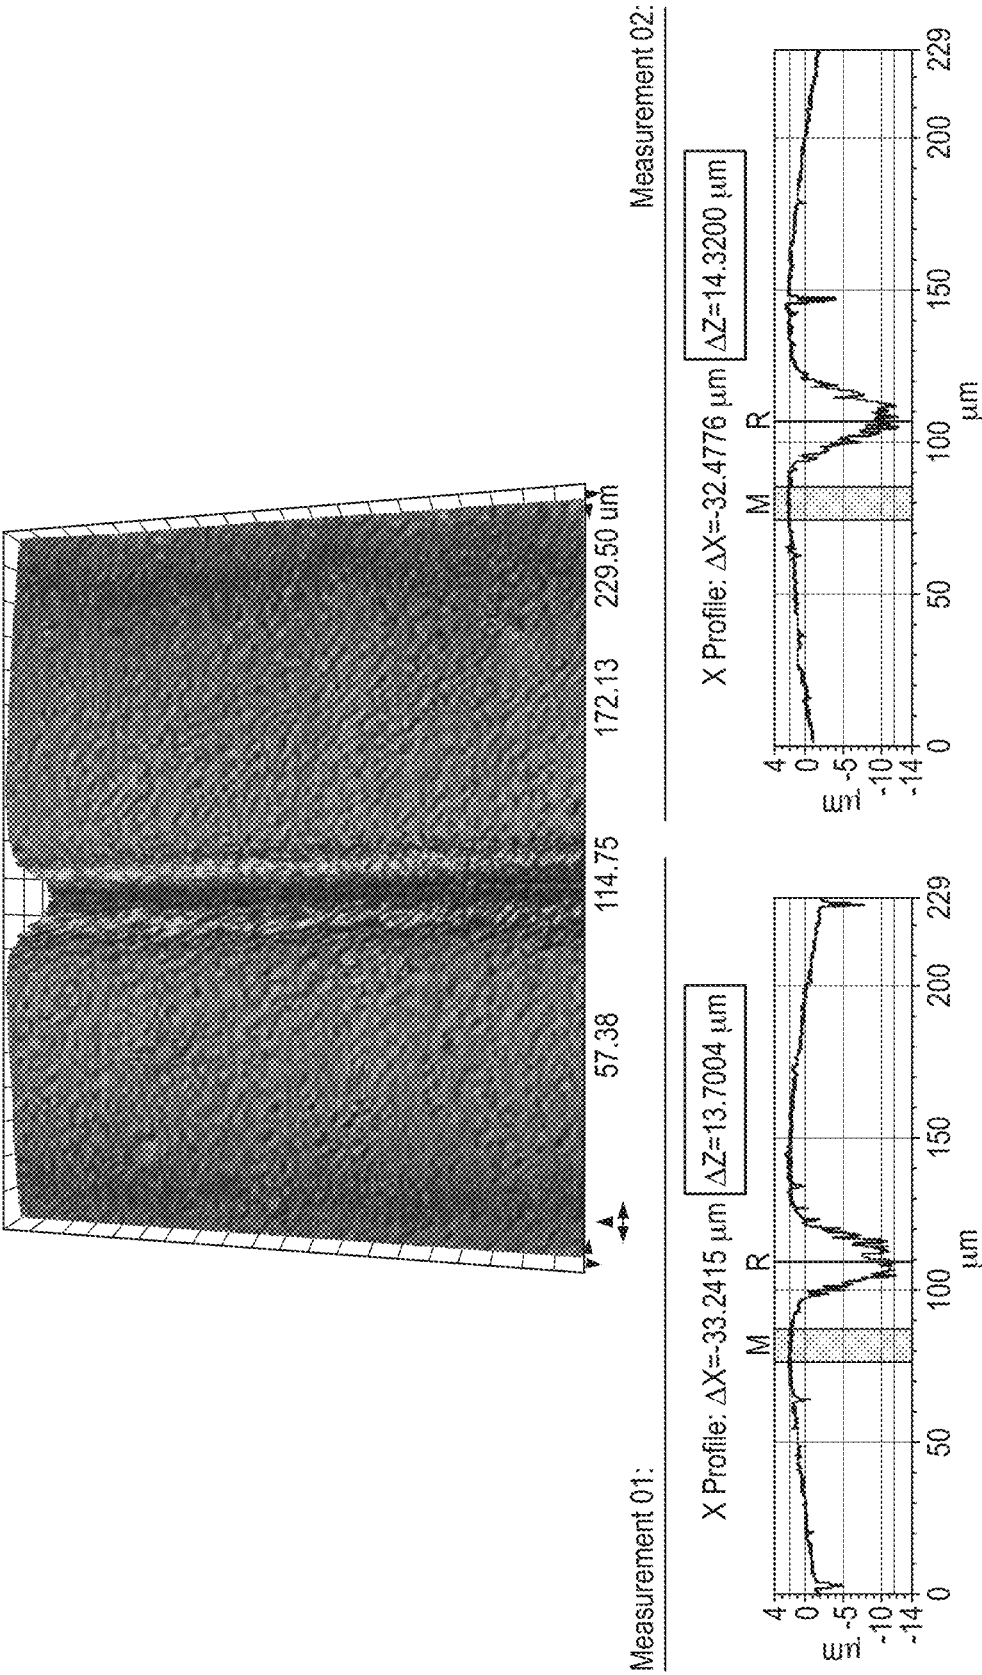 57.38 114.75 172.13 229.50 um
Measurement 01:
X Profile: ΔX=-33.2415 μm ΔZ=13.7004 μm
M R
4
0
-5
-10
-14
μm
0 50 100 150 200 229
μm
Measurement 02:
X Profile: ΔX=-32.4776 μm ΔZ=14.3200 μm
M R
4
0
-5
-10
-14
μm
0 50 100 150 200 229
μm